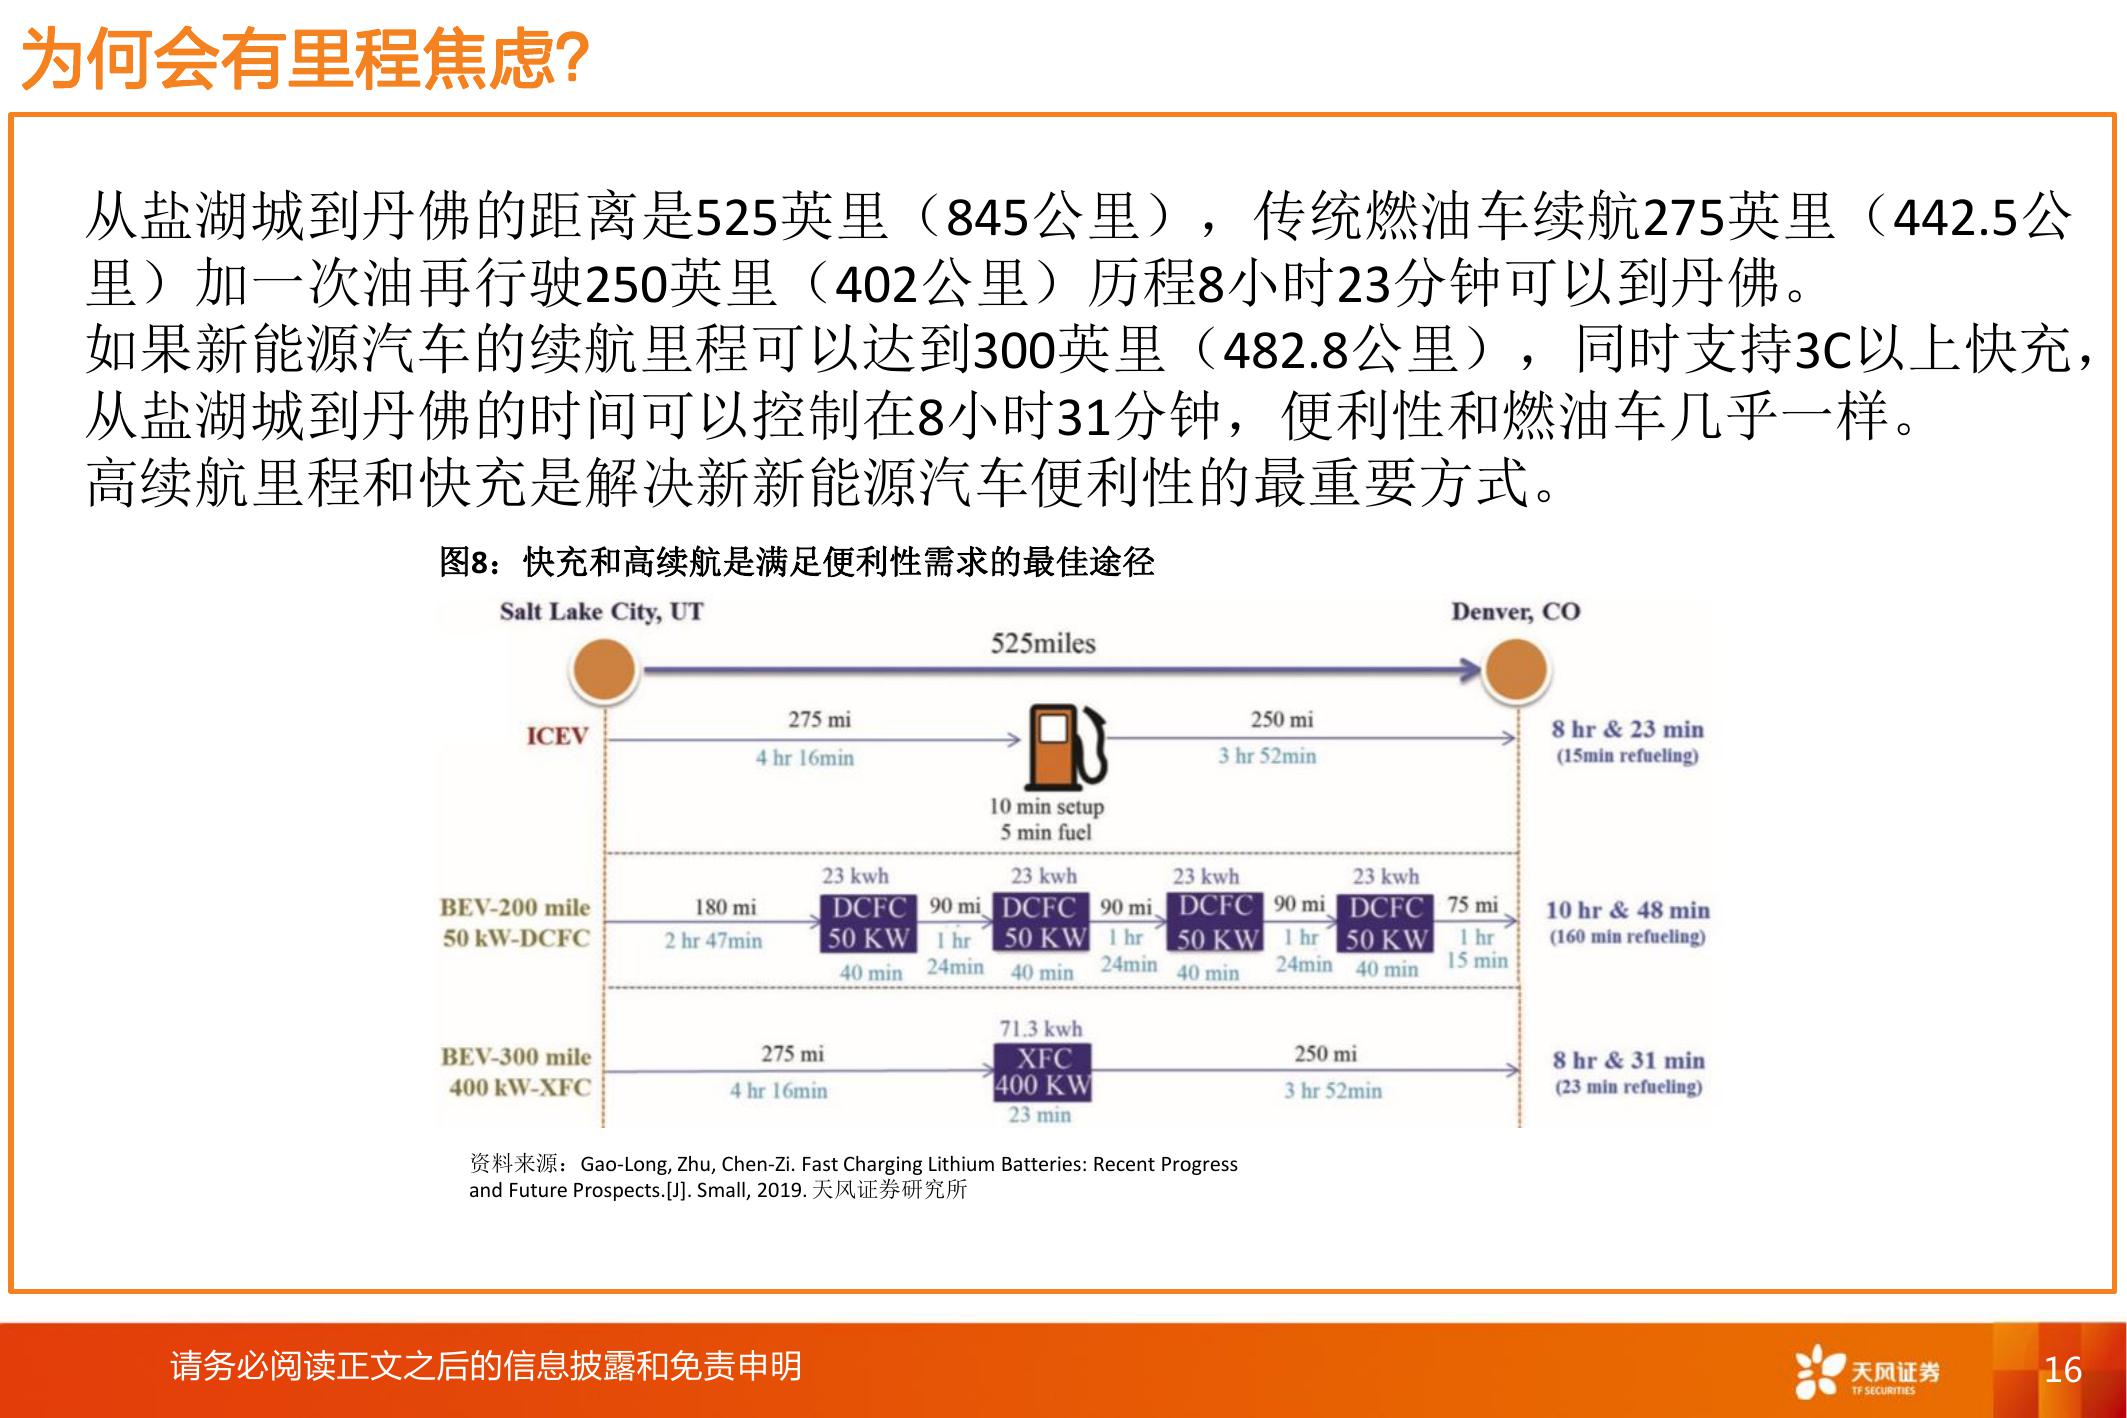 为何会有里程焦虑？
从盐湖城到丹佛的距离是525英里（845公里），传统燃油车续航275英里（442.5公
里）加一次油再行驶250英里（402公里）历程8小时23分钟可以到丹佛。
如果新能源汽车的续航里程可以达到300英里（482.8公里），同时支持3C以上快充，
从盐湖城到丹佛的时间可以控制在8小时31分钟，便利性和燃油车几乎一样。
高续航里程和快充是解决新新能源汽车便利性的最重要方式。
图8：快充和高续航是满足便利性需求的最佳途径
Salt Lake City, UT
Denver, CO
525miles
ICEV
275 mi
4 hr 16min
10 min setup
5 min fuel
250 mi
3 hr 52min
8 hr & 23 min
(15min refueling)
BEV-200 mile
50 kW-DCFC
180 mi
2 hr 47min
23 kwh
DCFC
50 KW
40 min
90 mi
1 hr
24min
23 kwh
DCFC
50 KW
40 min
90 mi
1 hr
24min
23 kwh
DCFC
50 KW
40 min
90 mi
1 hr
24min
23 kwh
DCFC
50 KW
40 min
75 mi
1 hr
15 min
10 hr & 48 min
(160 min refueling)
BEV-300 mile
400 kW-XFC
275 mi
4 hr 16min
71.3 kwh
XFC
400 KW
23 min
250 mi
3 hr 52min
8 hr & 31 min
(23 min refueling)
资料来源：Gao-Long, Zhu, Chen-Zi. Fast Charging Lithium Batteries: Recent Progress
and Future Prospects.[J]. Small, 2019. 天风证券研究所
请务必阅读正文之后的信息披露和免责申明
天风证券
TF SECURITIES
16